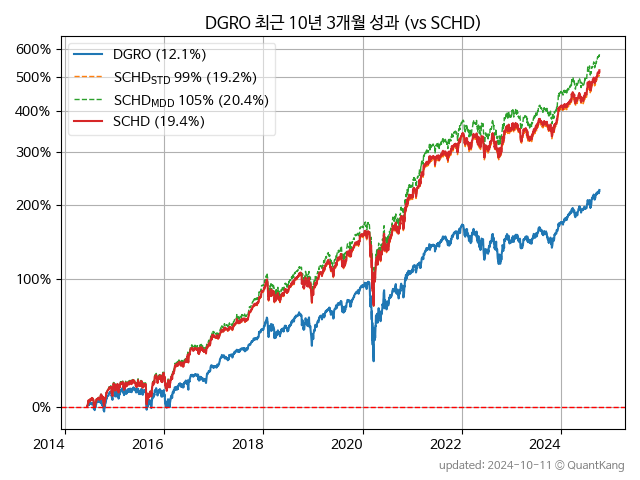 DGRO 최근 10년 3개월 성과 (vs SCHD)
600%
500%
400%
300%
200%
100%
0%
DGRO (12.1%)
SCHD_STD 99% (19.2%)
SCHD_MDD 105% (20.4%)
SCHD (19.4%)
2014 2016 2018 2020 2022 2024
updated: 2024-10-11 © QuantKang